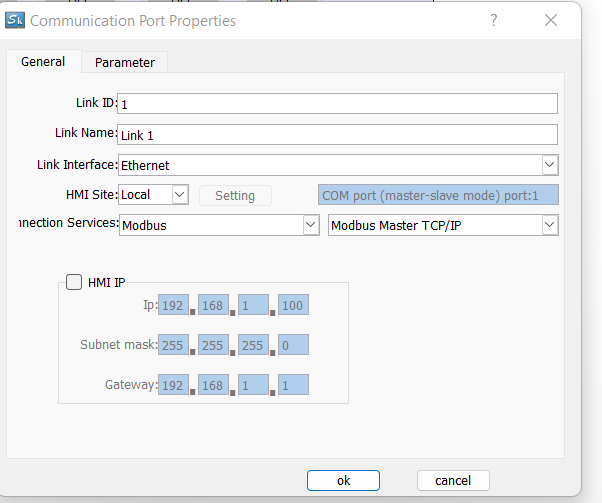 Sk Communication Port Properties ?
General Parameter
Link ID: 1
Link Name: Link 1
Link Interface: Ethernet
HMI Site: Local Setting COM port (master-slave mode) port:1
nnection Services: Modbus Modbus Master TCP/IP
HMI IP
Ip: 192 . 168 . 1 . 100
Subnet mask: 255 . 255 . 255 . 0
Gateway: 192 . 168 . 1 . 1
ok cancel